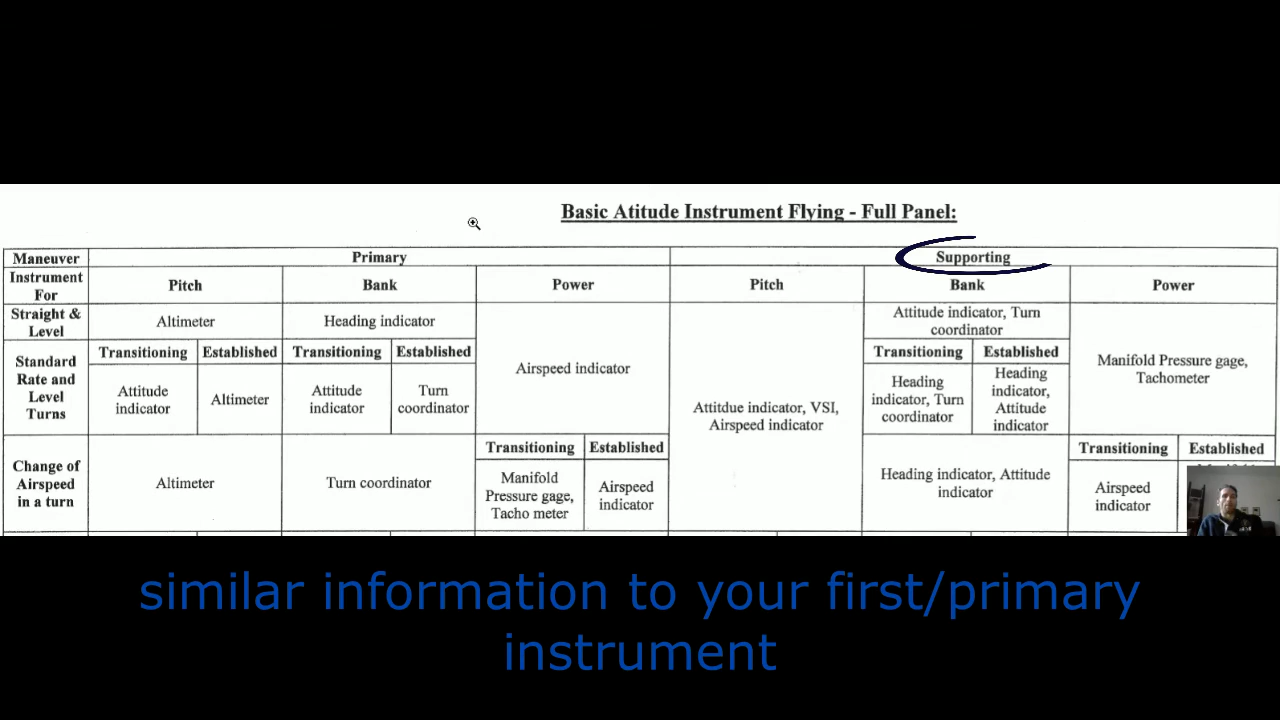 Basic Atitude Instrument Flying - Full Panel:
Maneuver Primary Supporting
Instrument For Pitch Bank Power Pitch Bank Power
Straight & Level Altimeter Heading indicator Airspeed indicator Attitdue indicator, VSI, Airspeed indicator Attitude indicator, Turn coordinator Manifold Pressure gage, Tachometer
Standard Rate and Level Turns Transitioning Established Transitioning Established Transitioning Established
Attitude indicator Altimeter Attitude indicator Turn coordinator Heading indicator, Turn coordinator Heading indicator, Attitude indicator
Change of Airspeed in a turn Altimeter Turn coordinator Transitioning Established Heading indicator, Attitude indicator Transitioning Established
Manifold Pressure gage, Tacho meter Airspeed indicator Airspeed indicator
similar information to your first/primary
instrument